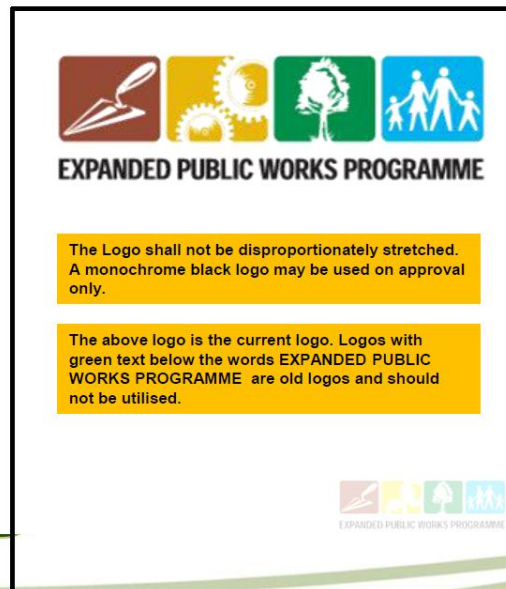 EXPANDED PUBLIC WORKS PROGRAMME
The Logo shall not be disproportionately stretched.
A monochrome black logo may be used on approval
only.
The above logo is the current logo. Logos with
green text below the words EXPANDED PUBLIC
WORKS PROGRAMME are old logos and should
not be utilised.
EXPANDED PUBLIC WORKS PROGRAMME